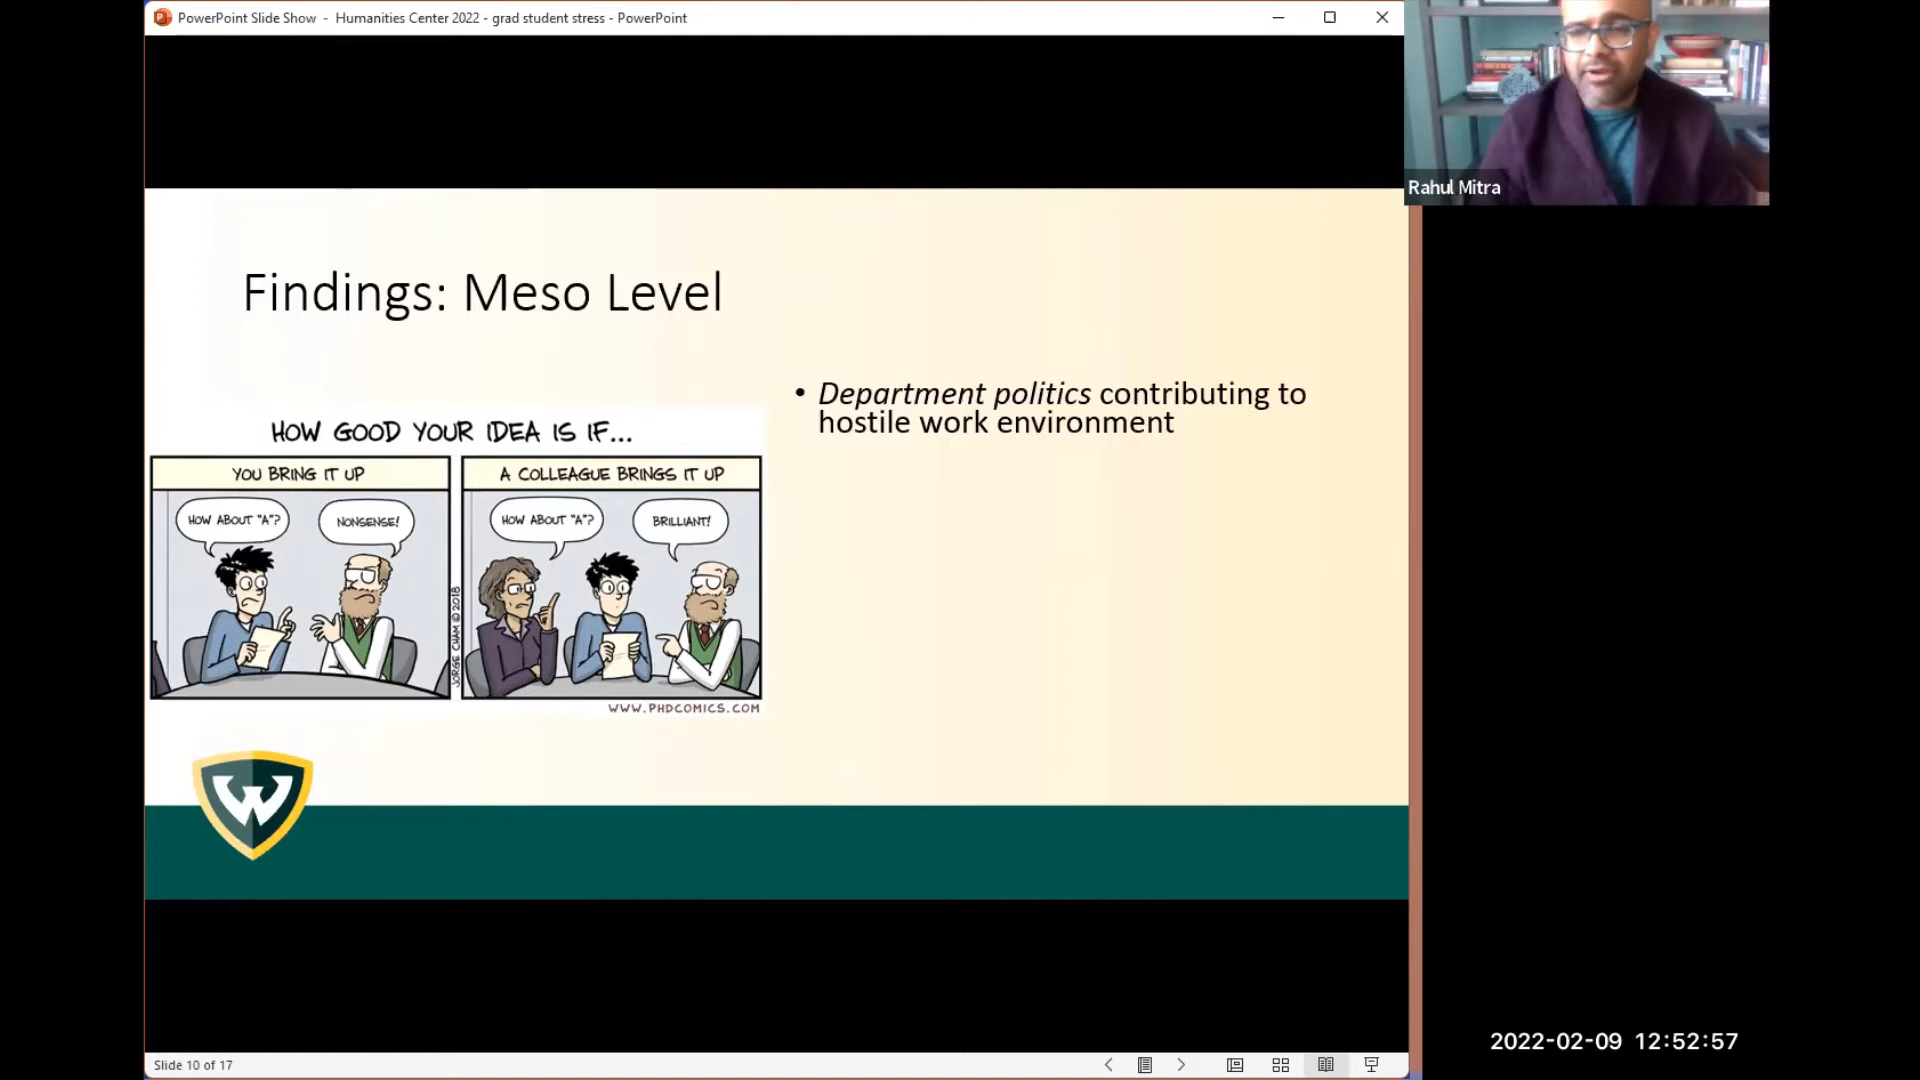 PowerPoint Slide Show - Humanities Center 2022 - grad student stress - PowerPoint
Rahul Mitra
Findings: Meso Level
• Department politics contributing to
hostile work environment
HOW GOOD YOUR IDEA IS IF...
YOU BRING IT UP
HOW ABOUT "A"?
NONSENSE!
JORGE CHAM © 2018
A COLLEAGUE BRINGS IT UP
HOW ABOUT "A"?
BRILLIANT!
WWW.PHDCOMICS.COM
W
Slide 10 of 17
2022-02-09 12:52:57